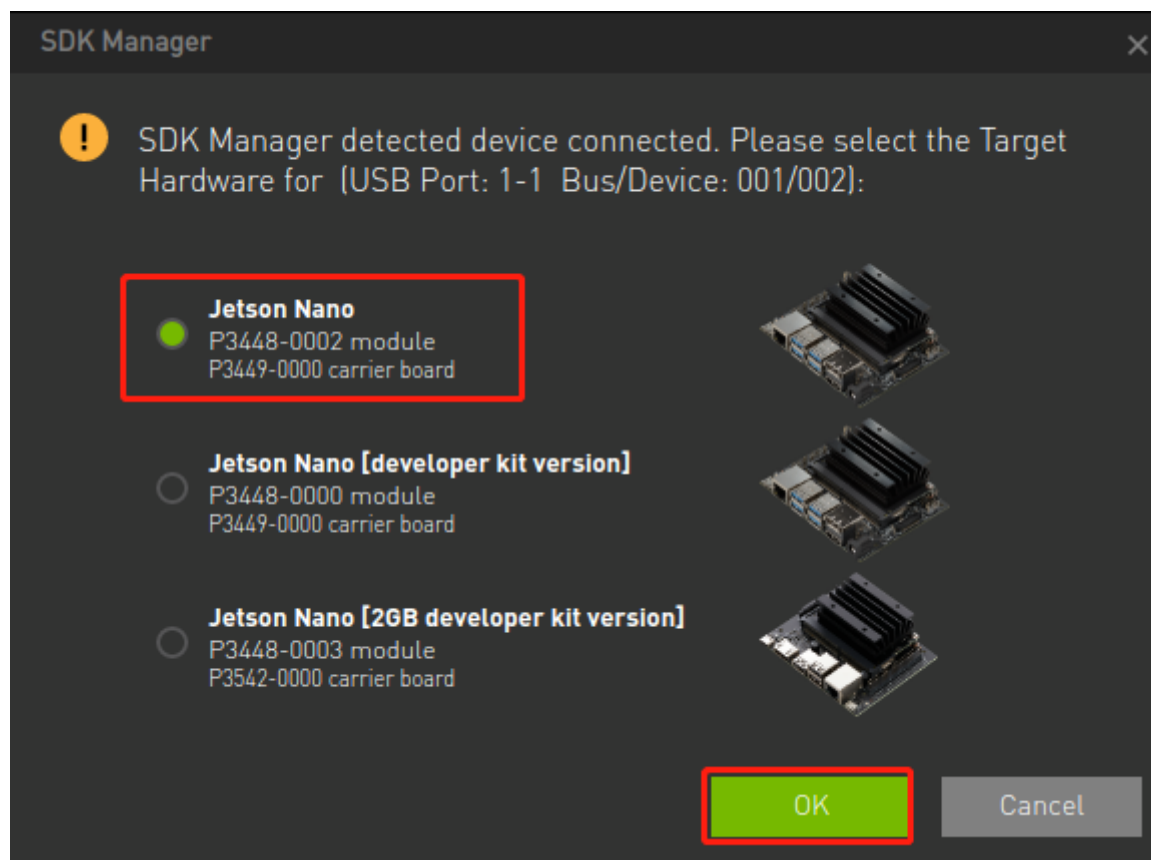 SDK Manager
SDK Manager detected device connected. Please select the Target
Hardware for (USB Port: 1-1 Bus/Device: 001/002):
Jetson Nano
P3448-0002 module
P3449-0000 carrier board
Jetson Nano [developer kit version]
P3448-0000 module
P3449-0000 carrier board
Jetson Nano [2GB developer kit version]
P3448-0003 module
P3542-0000 carrier board
OK
Cancel